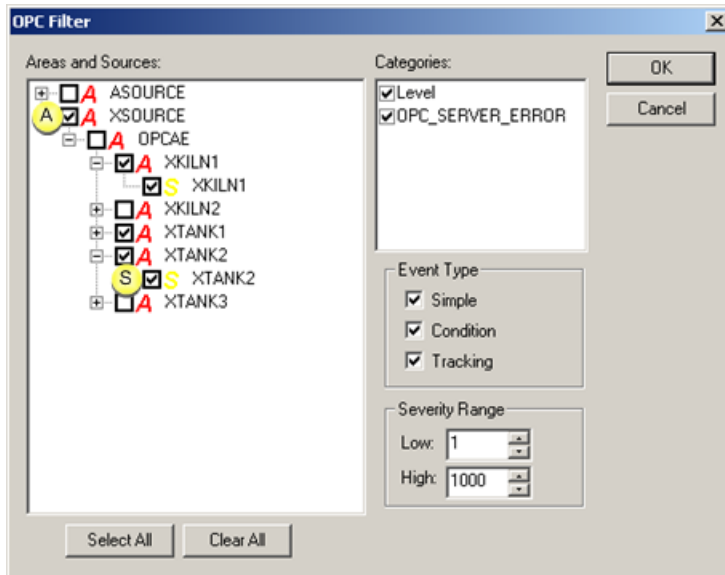 OPC Filter
Areas and Sources:
A ASOURCE
A A XSOURCE
A OPCAE
A XKILN1
S XKILN1
A XKILN2
A XTANK1
A XTANK2
S S XTANK2
A XTANK3
Select All
Clear All
Categories:
Level
OPC_SERVER_ERROR
Event Type
Simple
Condition
Tracking
Severity Range
Low: 1
High: 1000
OK
Cancel